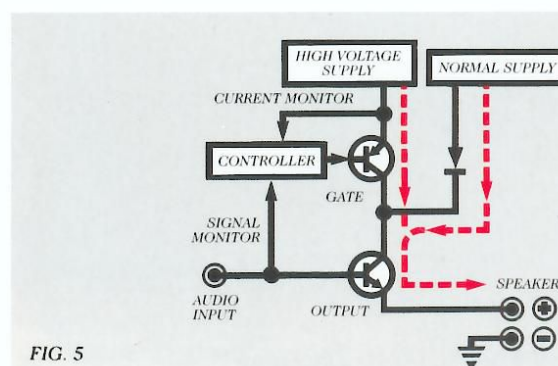 HIGH VOLTAGE
SUPPLY
NORMAL SUPPLY
CURRENT MONITOR
CONTROLLER
GATE
SIGNAL
MONITOR
AUDIO
INPUT
OUTPUT
SPEAKER
FIG. 5